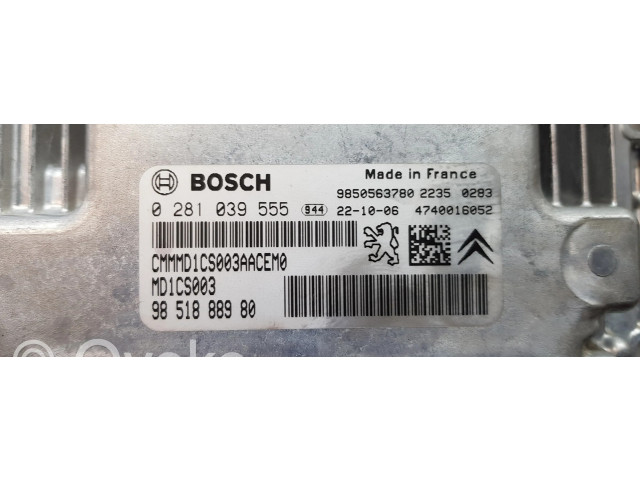 BOSCH
Made in France
9850563780 2235 0283
0 281 039 555 944 22-10-06 4740016052
CMMMD1CS003AACEM0
MD1CS003
98 518 889 80
Ovoko